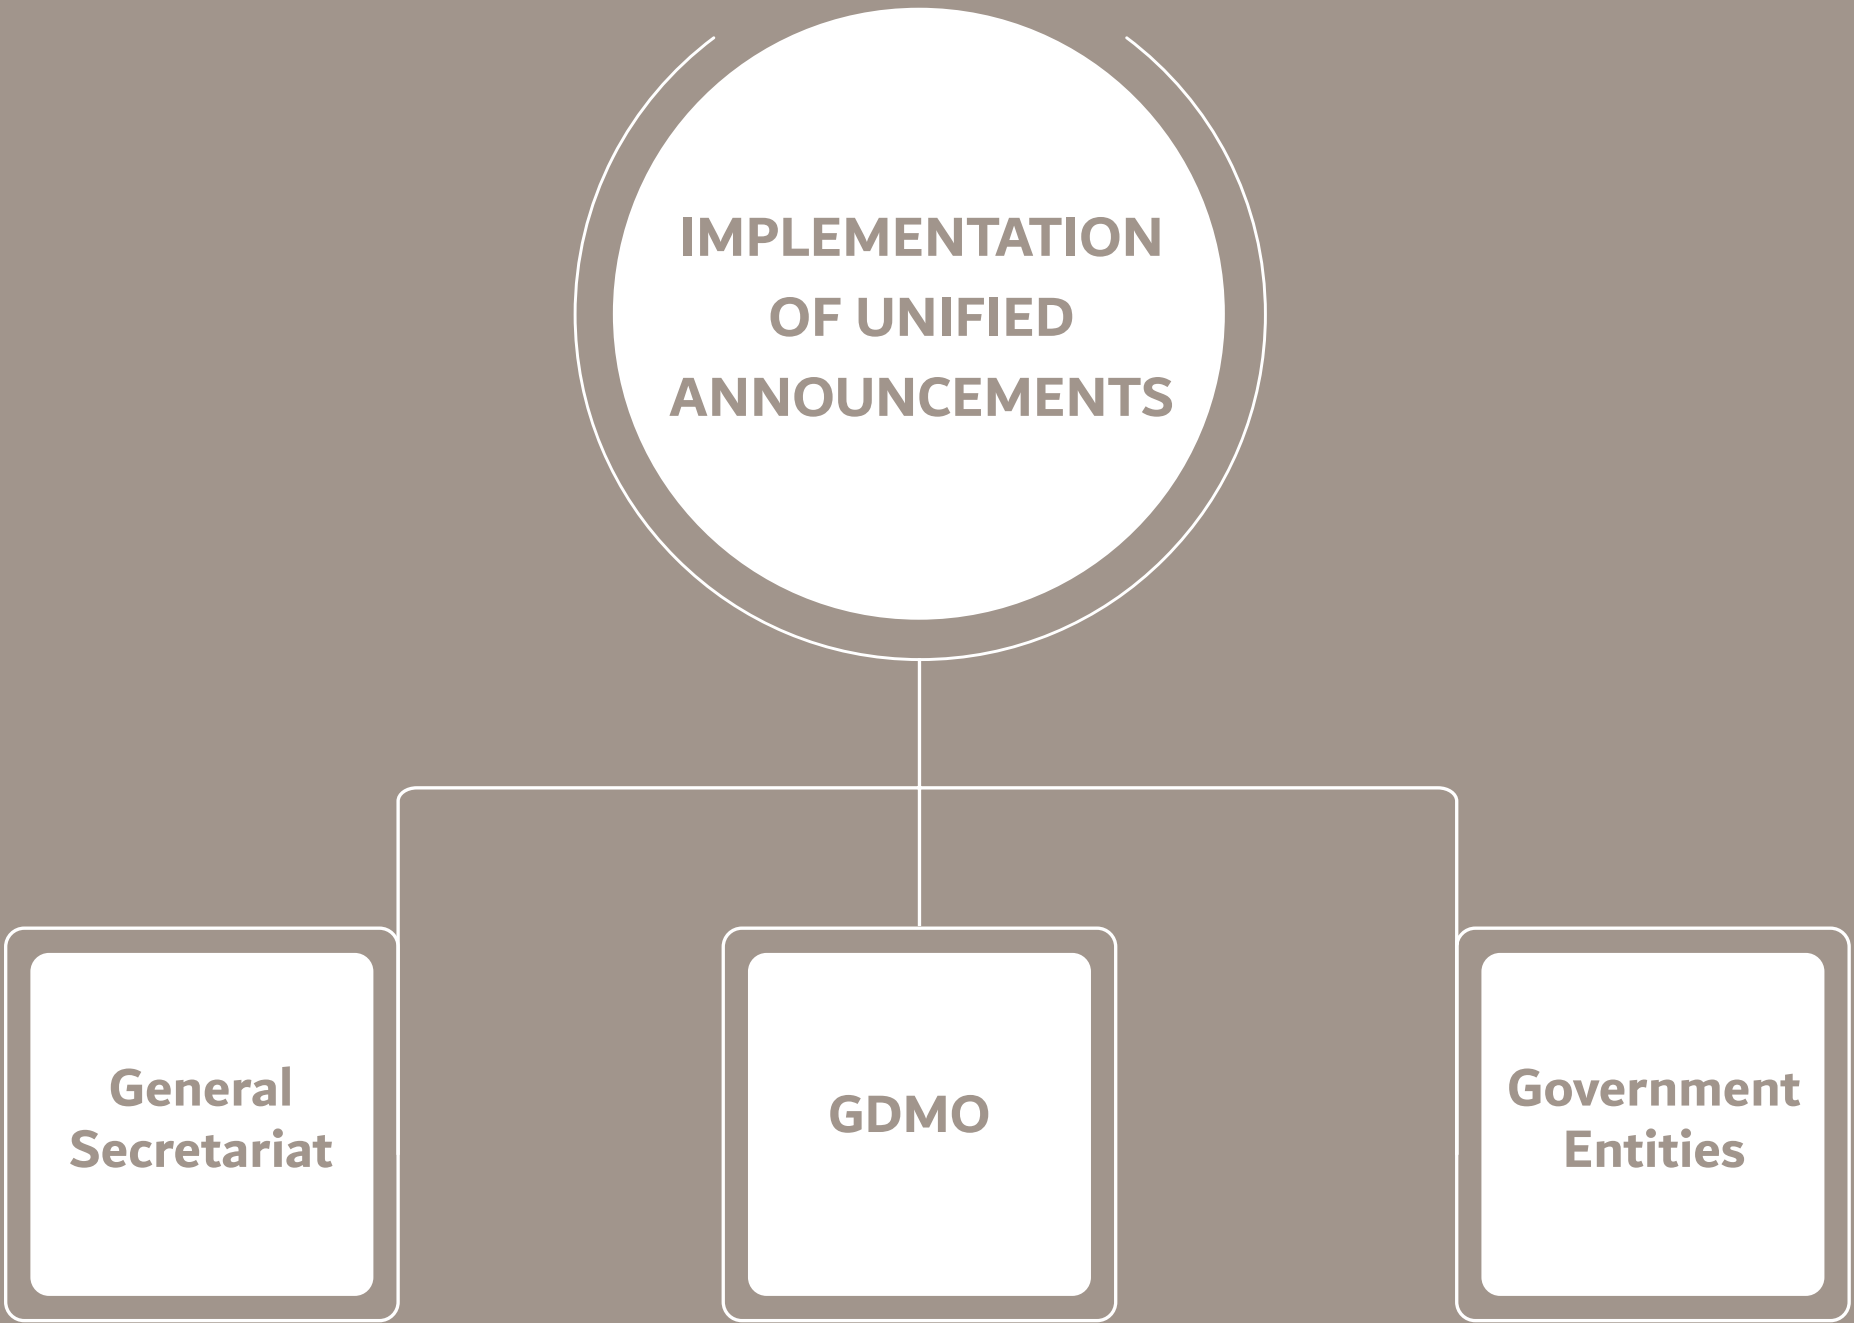 IMPLEMENTATION
OF UNIFIED
ANNOUNCEMENTS
General
Secretariat
GDMO
Government
Entities